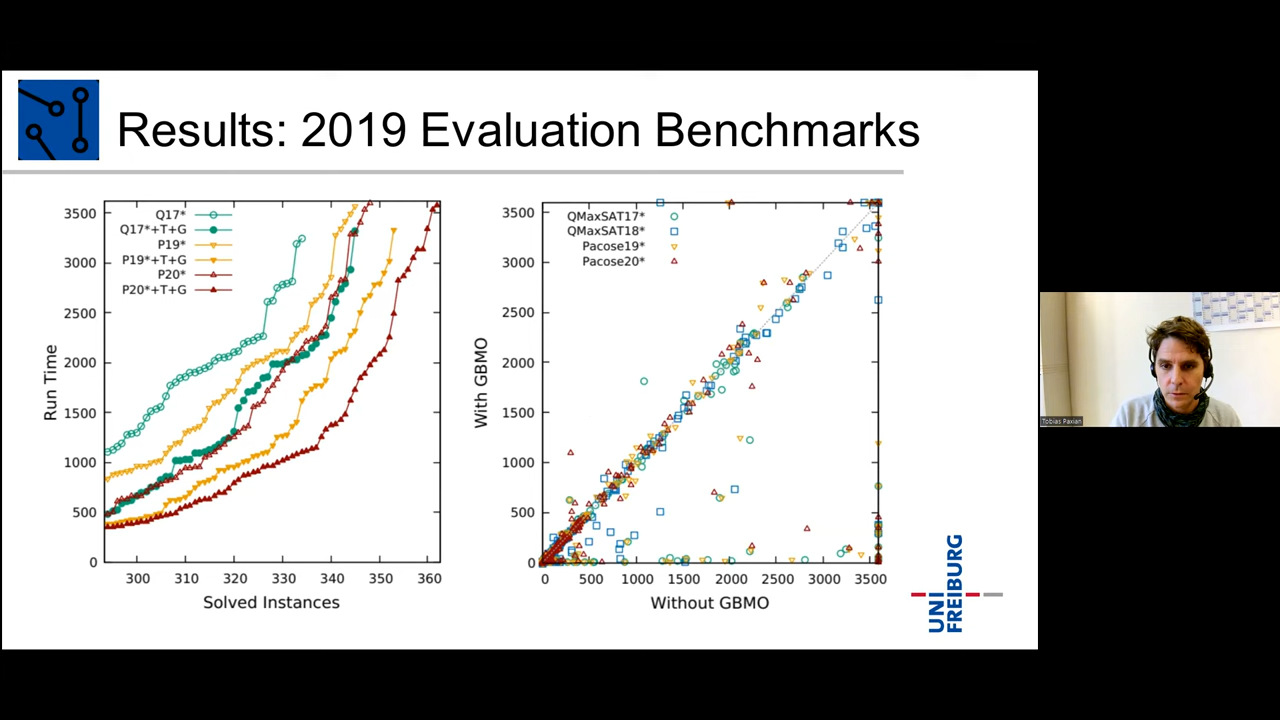 Results: 2019 Evaluation Benchmarks
Q17*
Q17*+T+G
P19*
P19*+T+G
P20*
P20*+T+G
3500
3000
2500
2000
1500
1000
500
0
Run Time
300
310
320
330
340
350
360
Solved Instances
QMaxSAT17*
QMaxSAT18*
Pacose19*
Pacose20*
3500
3000
2500
2000
1500
1000
500
0
With GBMO
0
500
1000
1500
2000
2500
3000
3500
Without GBMO
UNI
FREIBURG
Tobias Paxian